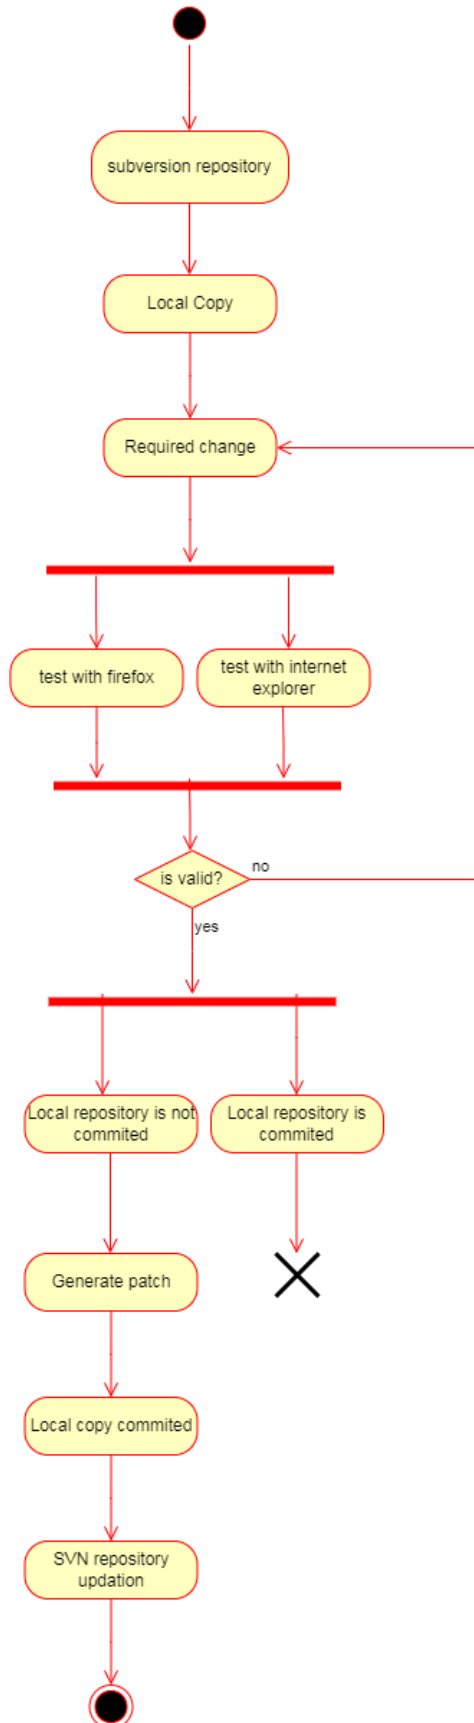 subversion repository
Local Copy
Required change
test with firefox
test with internet
explorer
is valid?
no
yes
Local repository is not
commited
Local repository is
commited
Generate patch
Local copy commited
SVN repository
updation